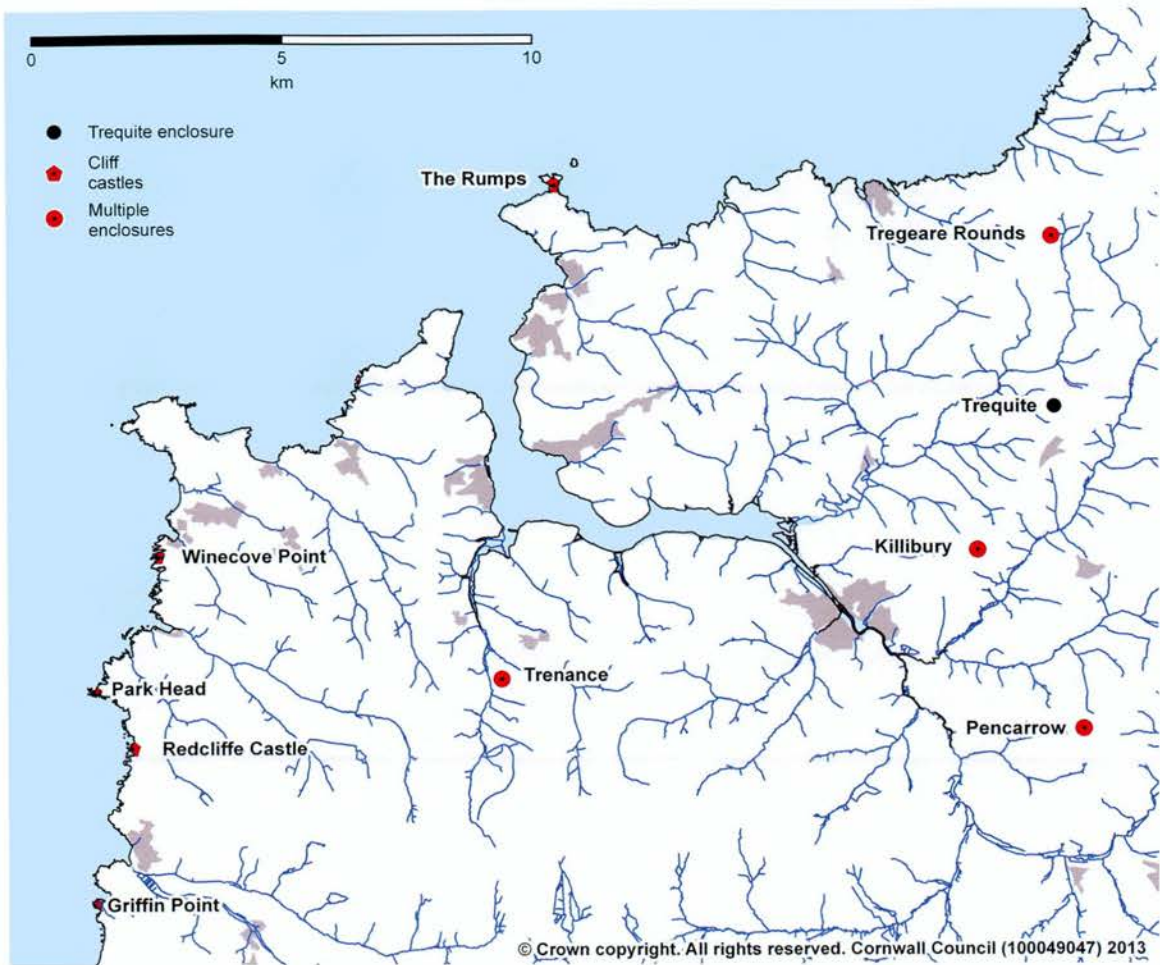 0
5
10
km
Trequite enclosure
Cliff
castles
Multiple
enclosures
The Rumps
Tregeare Rounds
Trequite
Killibury
Winecove Point
Trenance
Park Head
Pencarrow
Redcliffe Castle
Griffin Point
© Crown copyright. All rights reserved. Cornwall Council (100049047) 2013